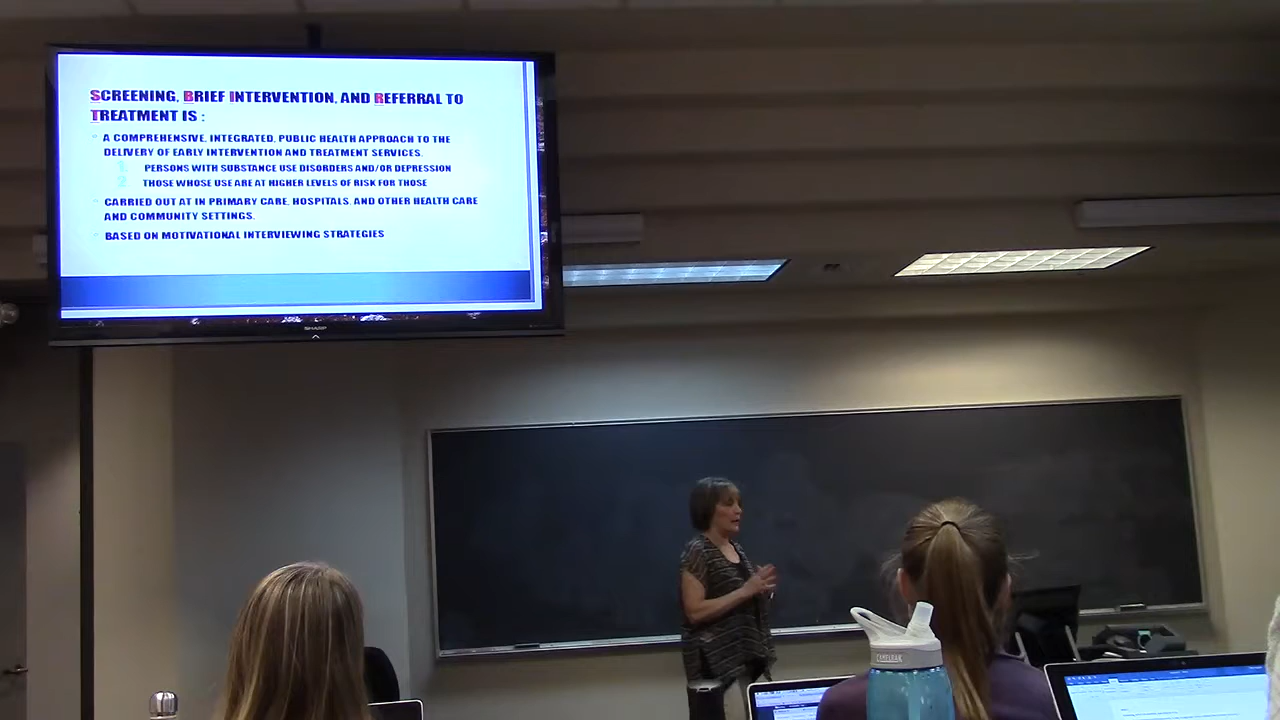 SCREENING, BRIEF INTERVENTION, AND REFERRAL TO
TREATMENT IS :
A COMPREHENSIVE, INTEGRATED, PUBLIC HEALTH APPROACH TO THE
DELIVERY OF EARLY INTERVENTION AND TREATMENT SERVICES.
PERSONS WITH SUBSTANCE USE DISORDERS AND/OR DEPRESSION
THOSE WHOSE USE ARE AT HIGHER LEVELS OF RISK FOR THOSE
CARRIED OUT AT IN PRIMARY CARE, HOSPITALS, AND OTHER HEALTH CARE
AND COMMUNITY SETTINGS.
BASED ON MOTIVATIONAL INTERVIEWING STRATEGIES
SHARP
CAMELBAK